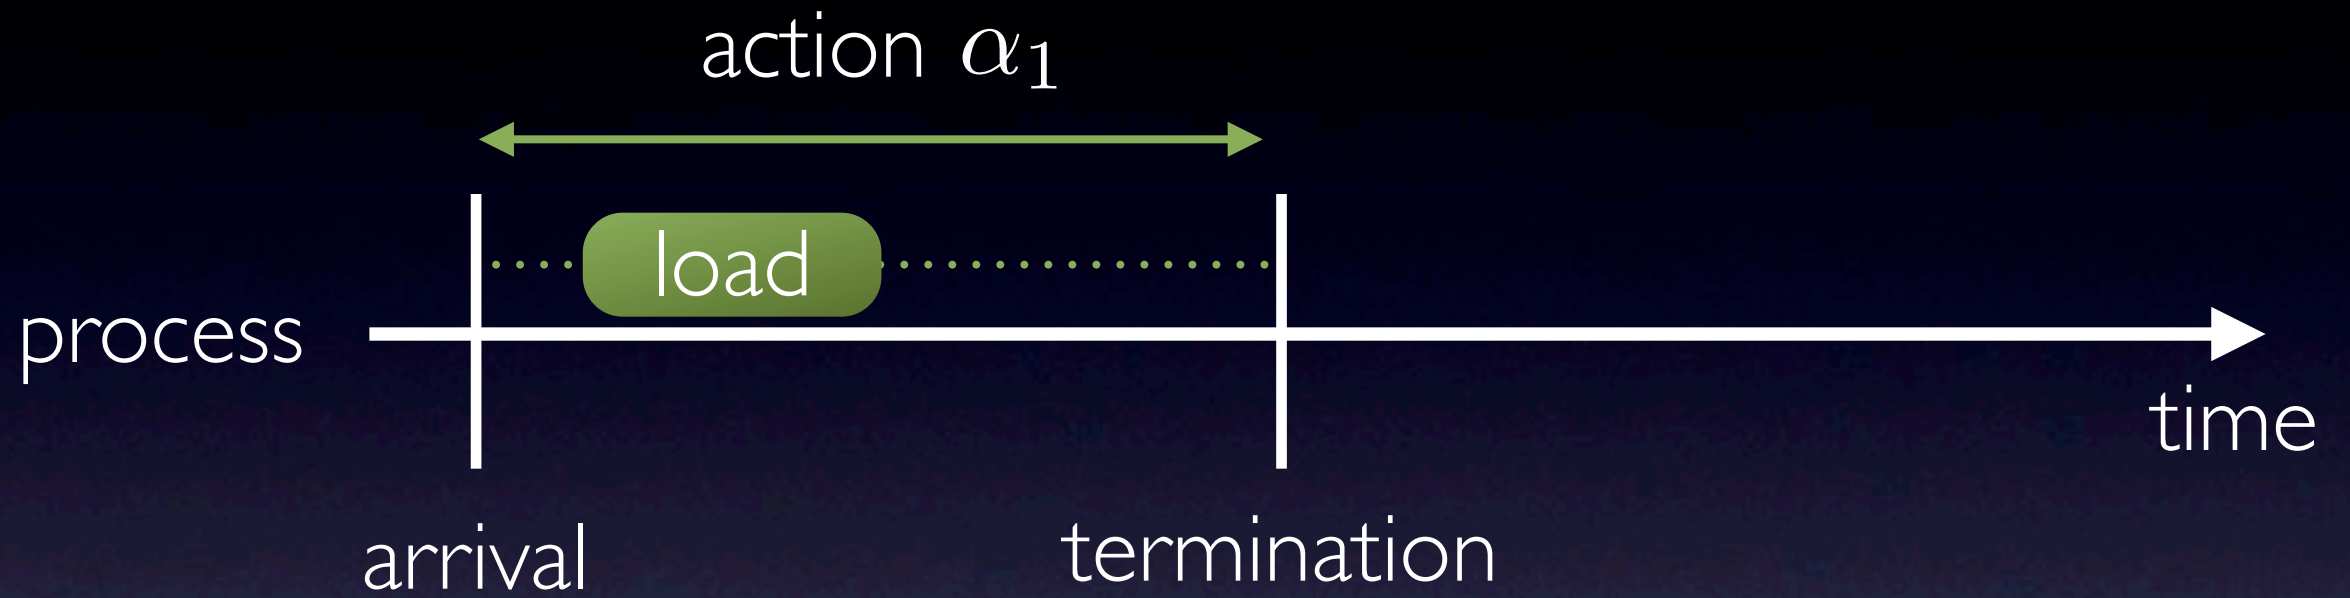 action α₁
load
process
time
arrival
termination